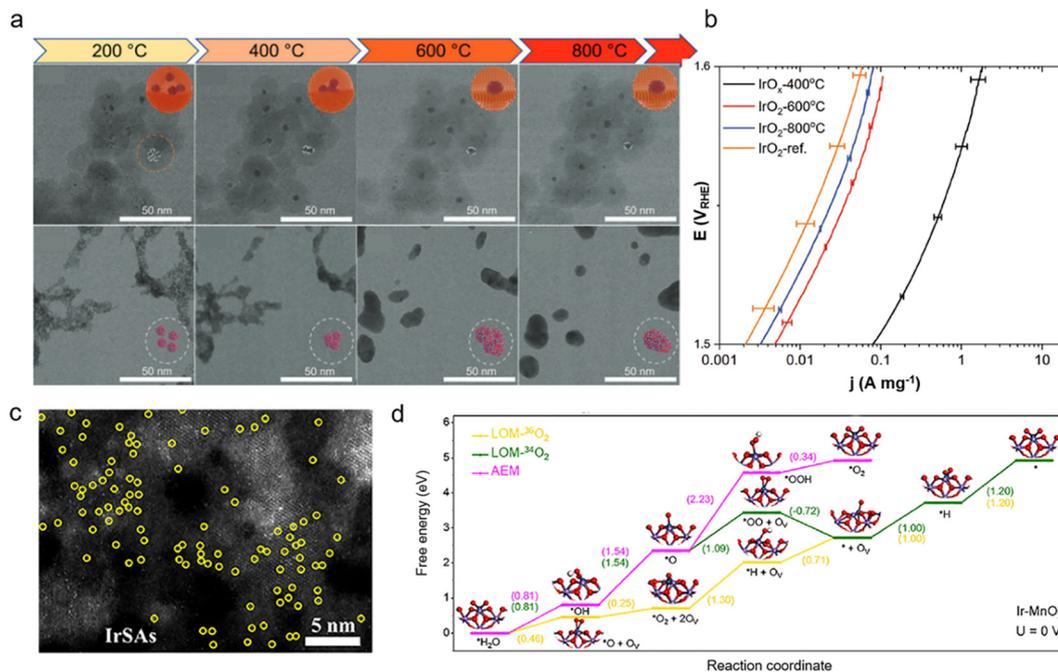 a
200 °C 400 °C 600 °C 800 °C
50 nm 50 nm 50 nm 50 nm
50 nm 50 nm 50 nm 50 nm
b
1.6
IrOx-400°C
IrO2-600°C
IrO2-800°C
IrO2-ref.
E (VRHE)
1.5
0.001 0.01 0.1 1 10
j (A mg-1)
c
IrSAs
5 nm
d
6
5
4
3
2
1
0
Free energy (eV)
LOM-36O2
LOM-34O2
AEM
*H2O
(0.81)
(0.81)
(0.46)
*OH
*O + OV
(1.54)
(1.54)
(0.25)
*O
*O2 + 2OV
(2.23)
(1.09)
(1.30)
*OOH
*OO + OV
*H + OV
(0.34)
(-0.72)
(0.71)
*O2
* + OV
(1.00)
(1.00)
*H
(1.20)
(1.20)
*
Ir-MnO
U = 0 V
Reaction coordinate